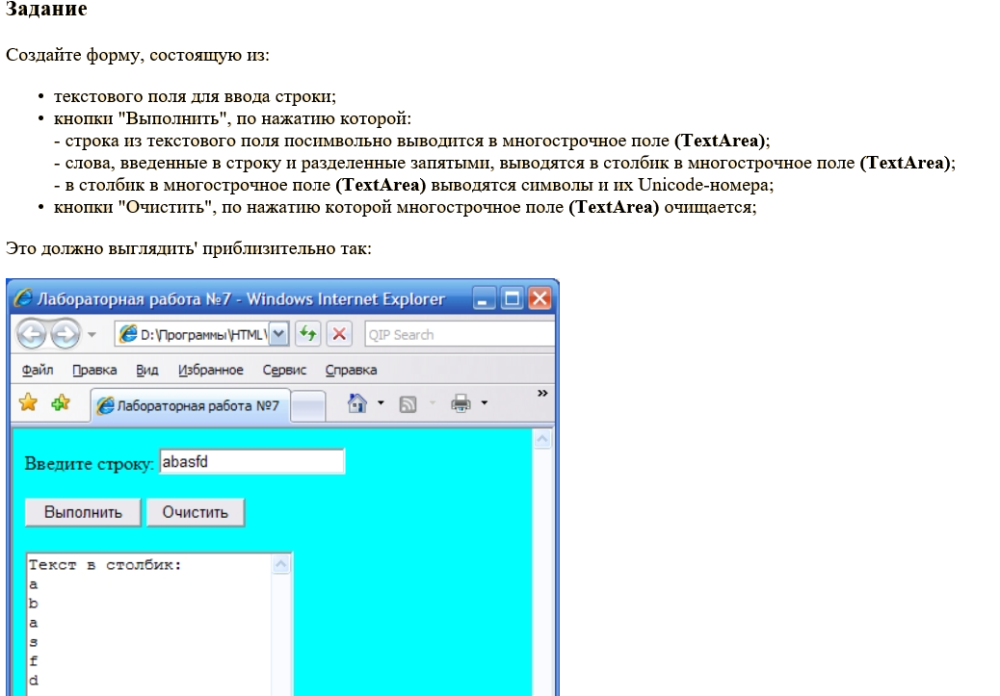 Задание
Создайте форму, состоящую из:
• текстового поля для ввода строки;
• кнопки "Выполнить", по нажатию которой:
- строка из текстового поля посимвольно выводится в многострочное поле (TextArea);
- слова, введенные в строку и разделенные запятыми, выводятся в столбик в многострочное поле (TextArea);
- в столбик в многострочное поле (TextArea) выводятся символы и их Unicode-номера;
• кнопки "Очистить", по нажатию которой многострочное поле (TextArea) очищается;
Это должно выглядить' приблизительно так:
Лабораторная работа №7 - Windows Internet Explorer
D:\Программы\HTML\
QIP Search
Файл Правка Вид Избранное Сервис Справка
Лабораторная работа №7
»
Введите строку: abasfd
Выполнить Очистить
Текст в столбик:
a
b
a
s
f
d